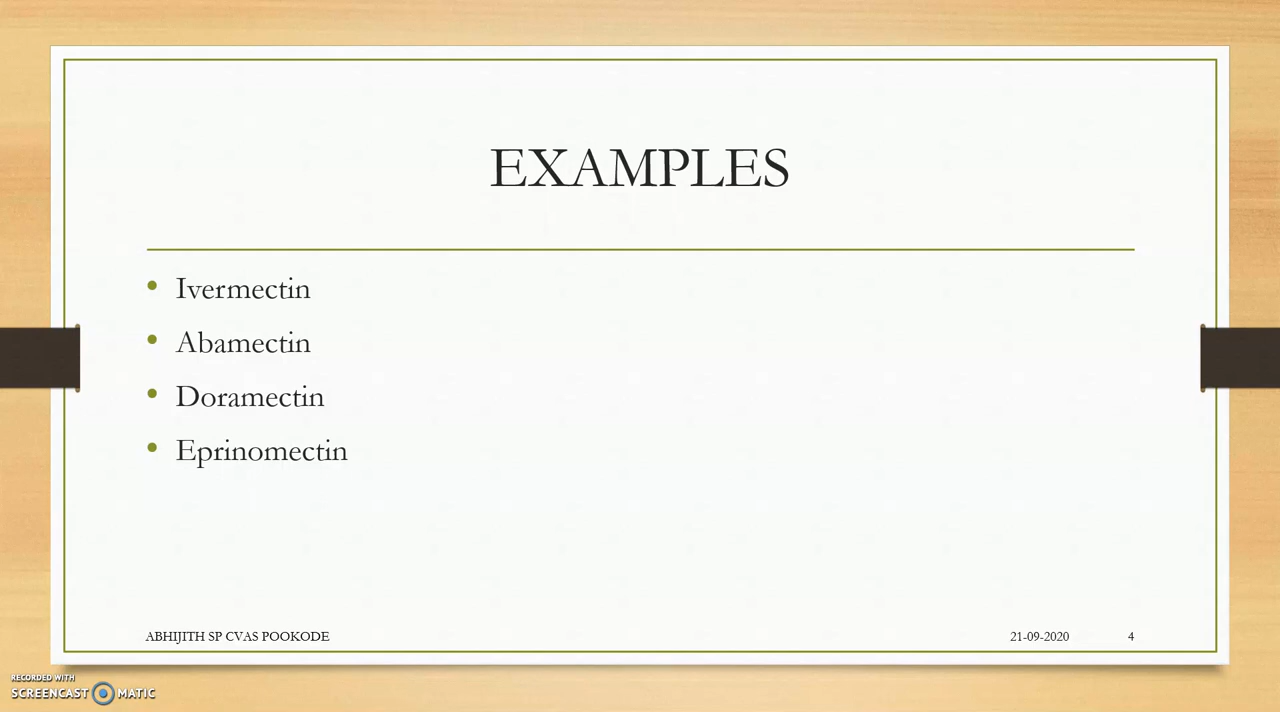 EXAMPLES
• Ivermectin
• Abamectin
• Doramectin
• Eprinomectin
ABHIJITH SP CVAS POOKODE 21-09-2020 4
RECORDED WITH
SCREENCAST MATIC